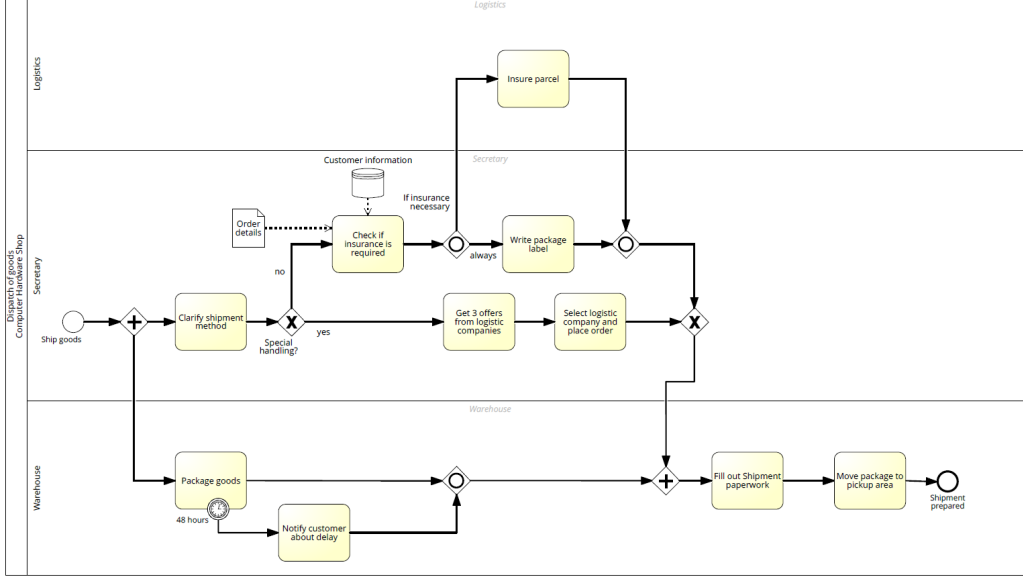 Logistics
Logistics
Insure parcel
Secretary
Customer information
If insurance
necessary
Order
details
Check if
insurance is
required
Write package
label
always
no
Dispatch of goods
Computer Hardware Shop
Secretary
Ship goods
Clarify shipment
method
Special
handling?
yes
Get 3 offers
from logistic
companies
Select logistic
company and
place order
Warehouse
Warehouse
Package goods
48 hours
Notify customer
about delay
Fill out Shipment
paperwork
Move package to
pickup area
Shipment
prepared